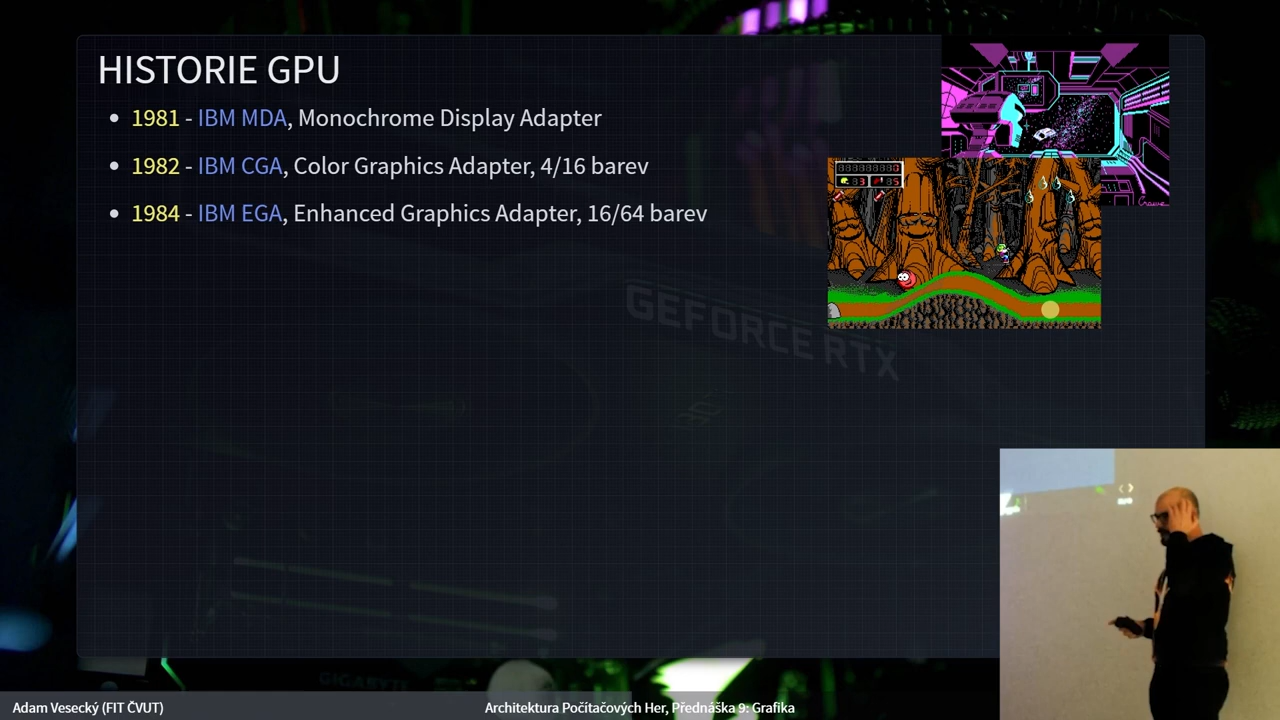 HISTORIE GPU
1981 - IBM MDA, Monochrome Display Adapter
1982 - IBM CGA, Color Graphics Adapter, 4/16 barev
1984 - IBM EGA, Enhanced Graphics Adapter, 16/64 barev
GEFORCE RTX
GIGABYTE
Adam Vesecký (FIT ČVUT)
Architektura Počítačových Her, Přednáška 9: Grafika